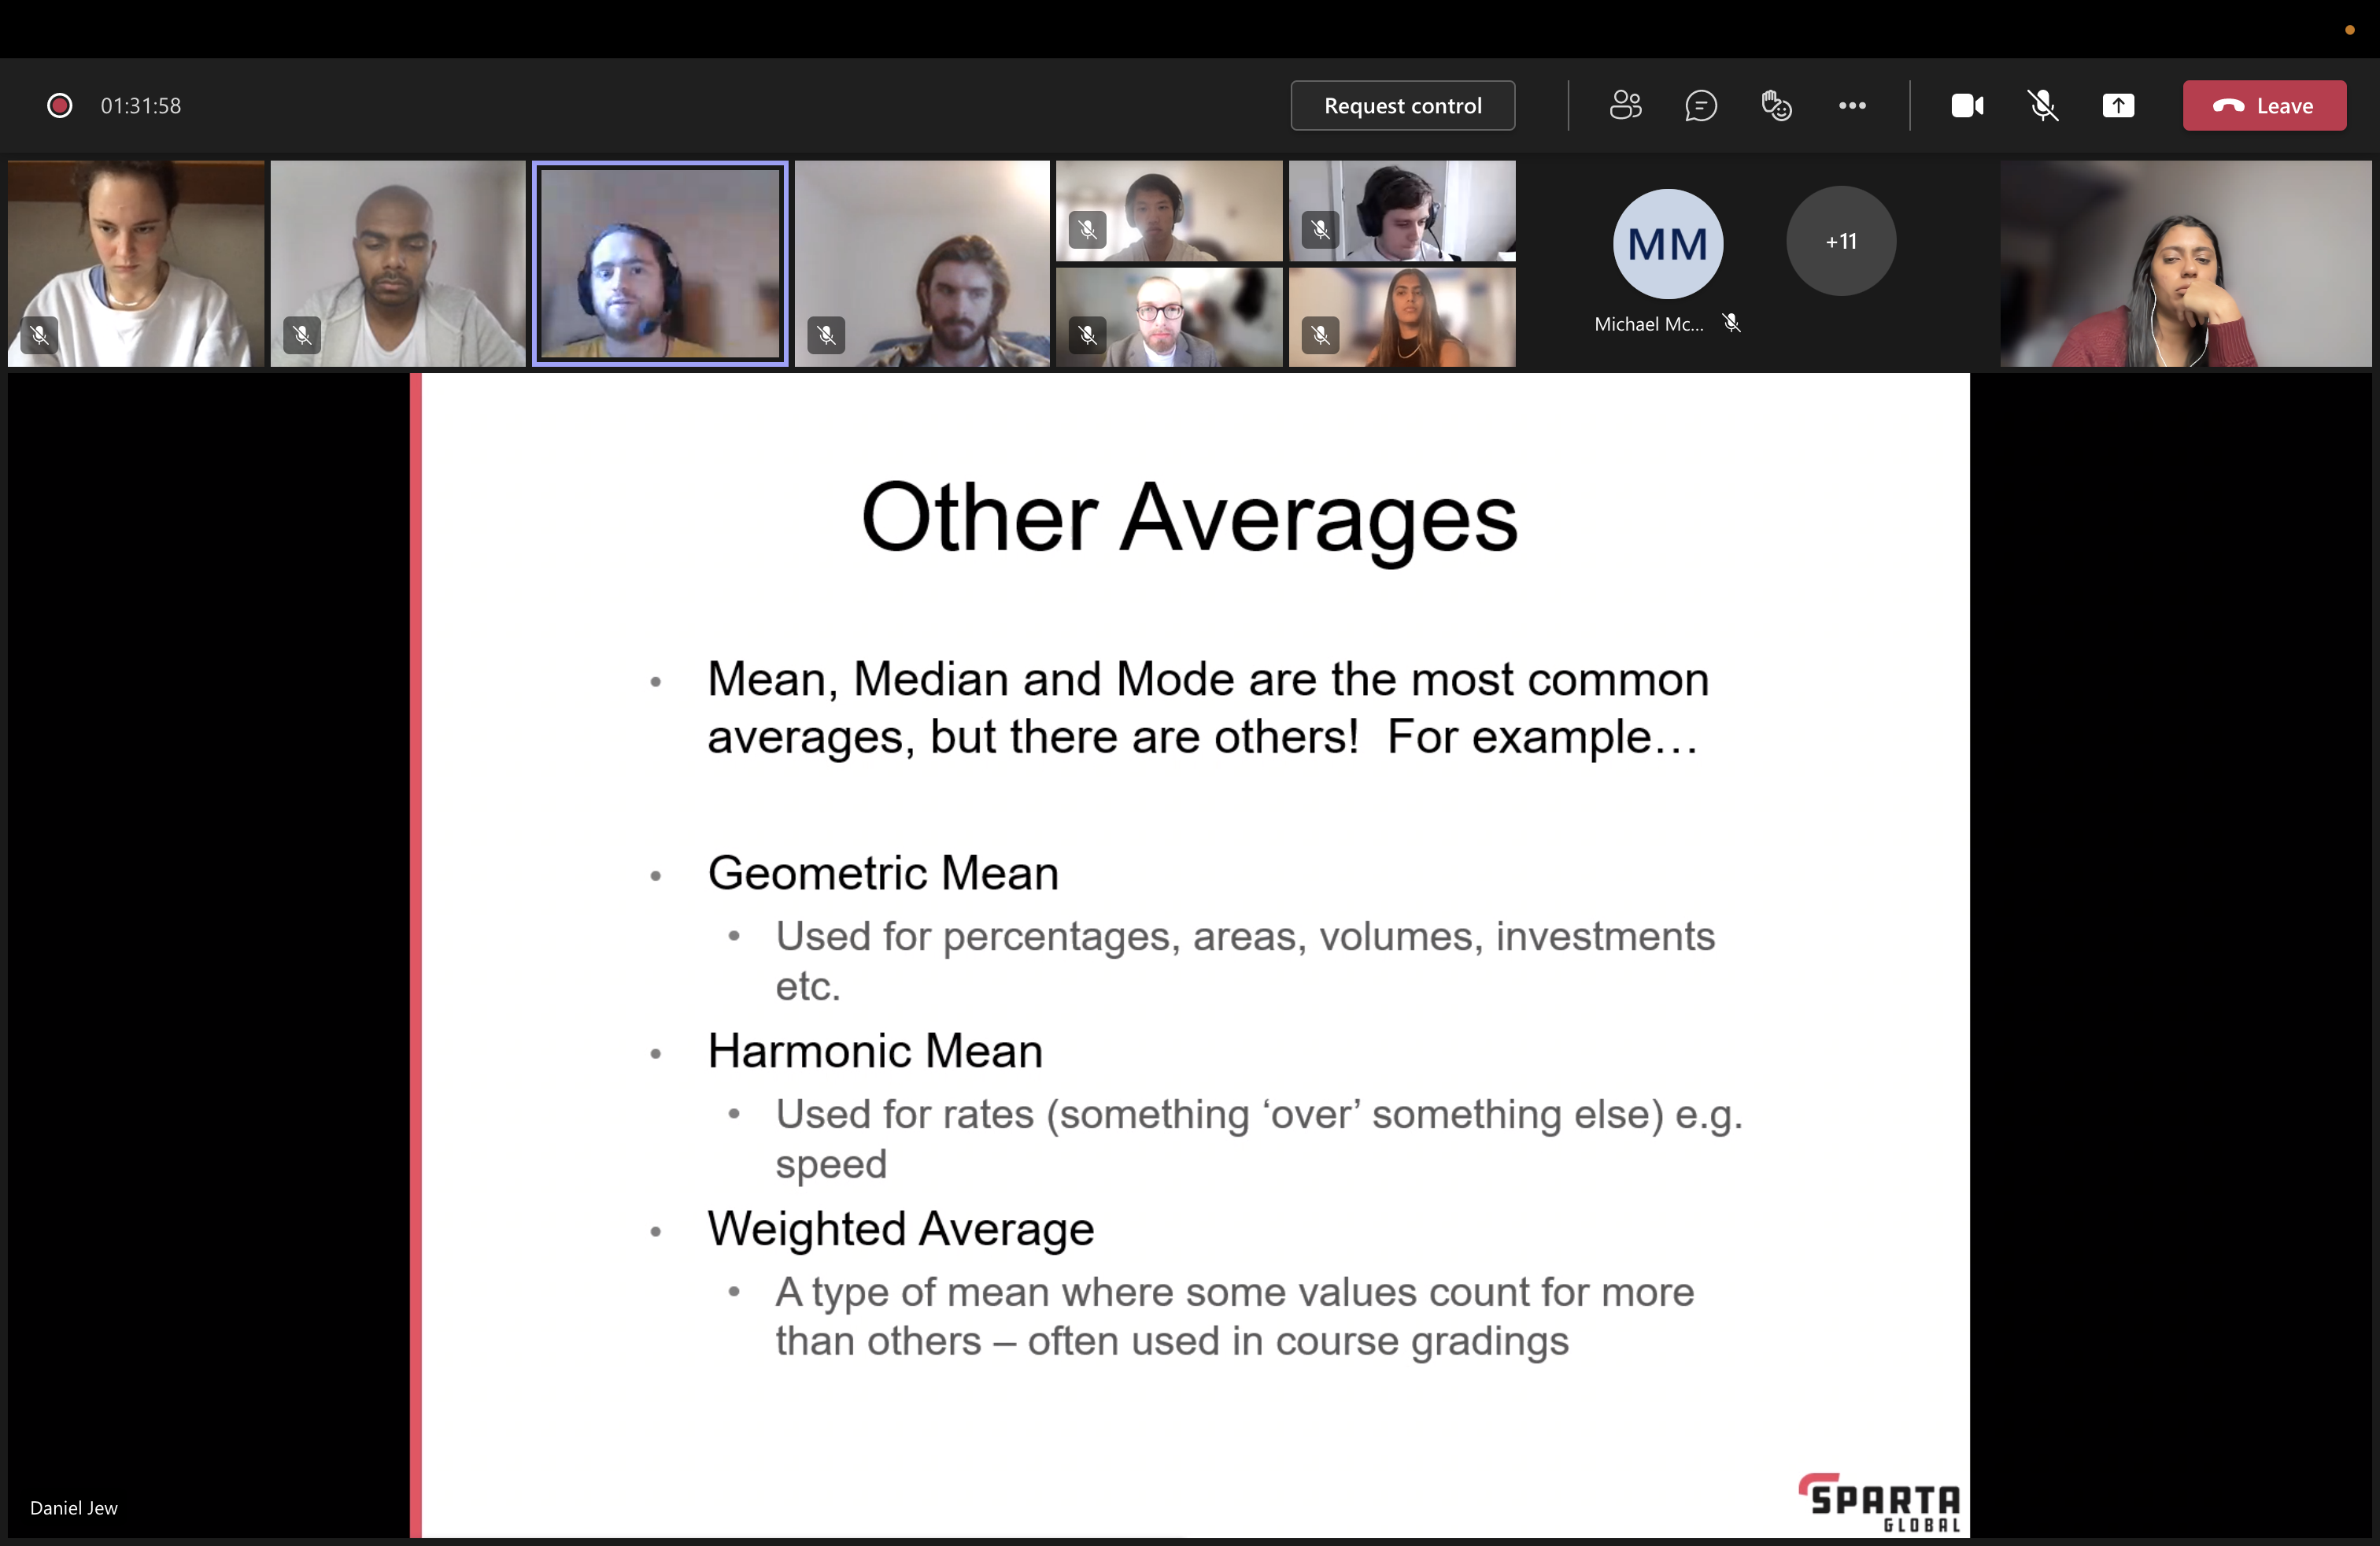 01:31:58
Request control
Leave
MM
+11
Michael Mc...
Other Averages
• Mean, Median and Mode are the most common
averages, but there are others!  For example…
• Geometric Mean
• Used for percentages, areas, volumes, investments
etc.
• Harmonic Mean
• Used for rates (something ‘over’ something else) e.g.
speed
• Weighted Average
• A type of mean where some values count for more
than others – often used in course gradings
Daniel Jew
SPARTA
GLOBAL